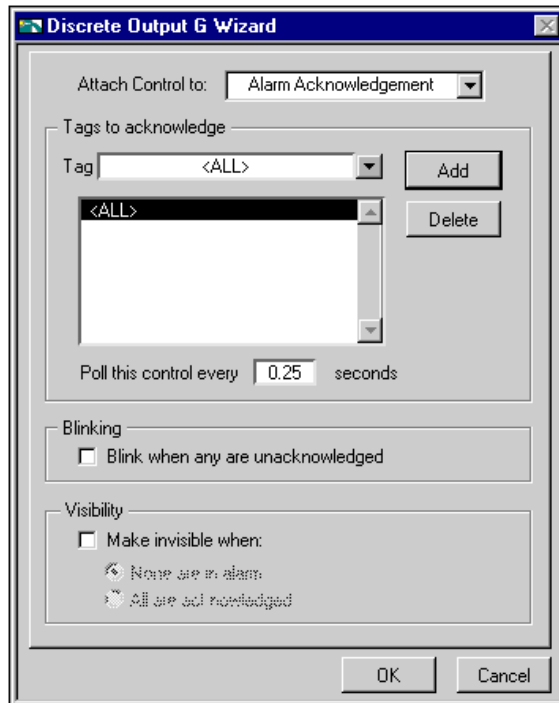 Discrete Output G Wizard
Attach Control to: Alarm Acknowledgement
Tags to acknowledge
Tag <ALL> Add
<ALL>
Delete
Poll this control every 0.25 seconds
Blinking
Blink when any are unacknowledged
Visibility
Make invisible when:
None are in alarm
All are acknowledged
OK Cancel